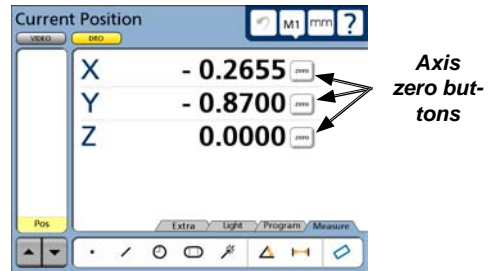 Current Position
M1 mm ?
VIDEO DRO
X - 0.2655 zero
Y - 0.8700 zero
Z 0.0000 zero
Axis
zero but-
tons
Extra Light Program Measure
Pos